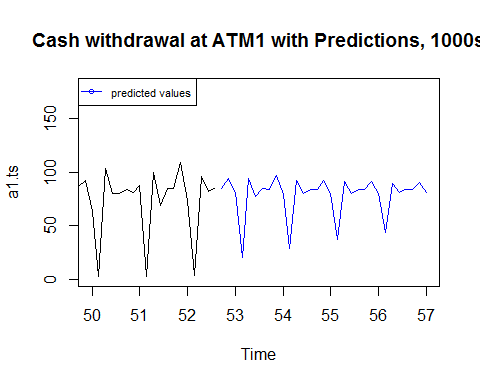 Cash withdrawal at ATM1 with Predictions, 1000s
predicted values
a1.ts
0 50 100 150
50 51 52 53 54 55 56 57
Time